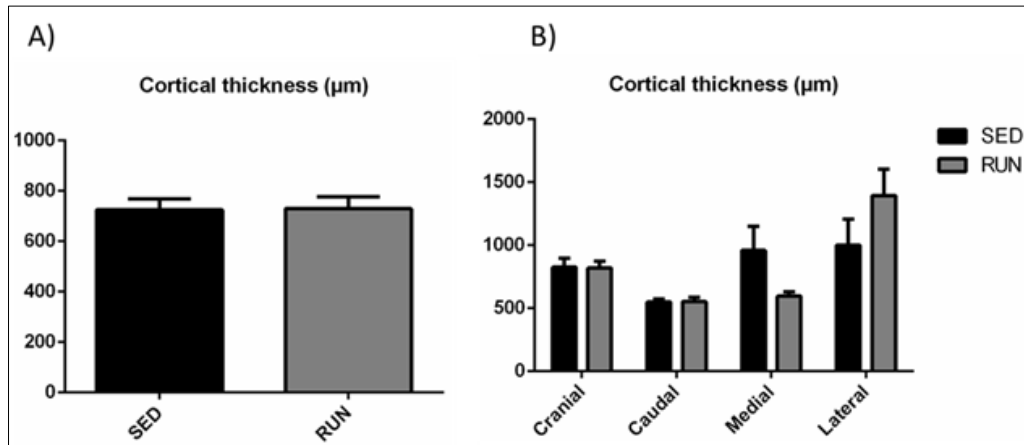 A)
Cortical thickness (µm)
1000
800
600
400
200
0
SED
RUN
B)
Cortical thickness (µm)
2000
1500
1000
500
0
Cranial
Caudal
Medial
Lateral
SED
RUN